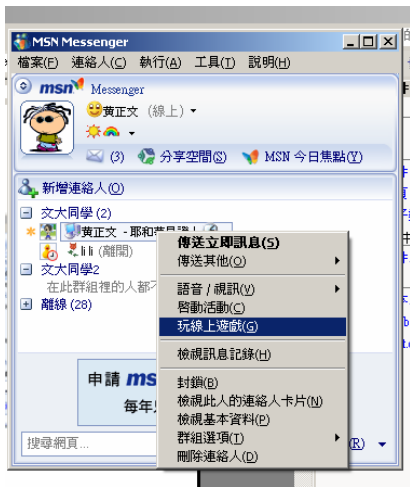 MSN Messenger
檔案(F) 連絡人(C) 執行(A) 工具(T) 說明(H)
msn Messenger
黃正文 (線上)
(3) 分享空間(S) MSN 今日焦點(Y)
新增連絡人(O)
交大同學 (2)
黃正文 - 耶和華是
lili (離開)
交大同學2
在此群組裡的人都
離線 (28)
傳送立即訊息(S)
傳送其他(O)
語音 / 視訊(V)
啓動活動(C)
玩線上遊戲(G)
檢視訊息記錄(H)
封鎖(B)
檢視此人的連絡人卡片(N)
檢視基本資料(P)
群組選項(T)
刪除連絡人(D)
申請 ms
每年
搜尋網頁...
(R)